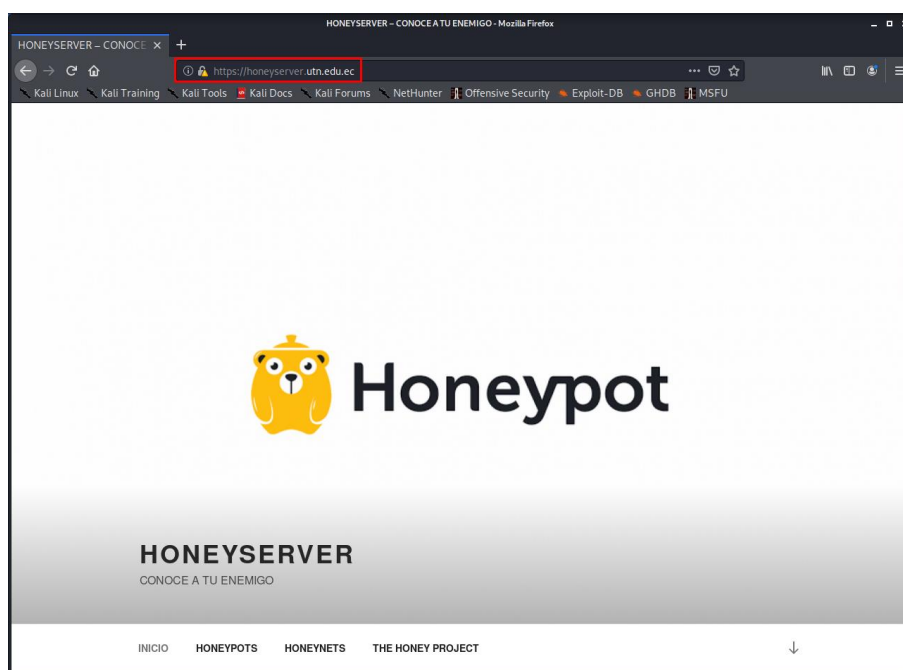 HONEYSERVER – CONOCE A TU ENEMIGO - Mozilla Firefox
HONEYSERVER – CONOCE
https://honeyserver.utn.edu.ec
Kali Linux Kali Training Kali Tools Kali Docs Kali Forums NetHunter Offensive Security Exploit-DB GHDB MSFU
Honeypot
HONEYSERVER
CONOCE A TU ENEMIGO
INICIO HONEYPOTS HONEYNETS THE HONEY PROJECT